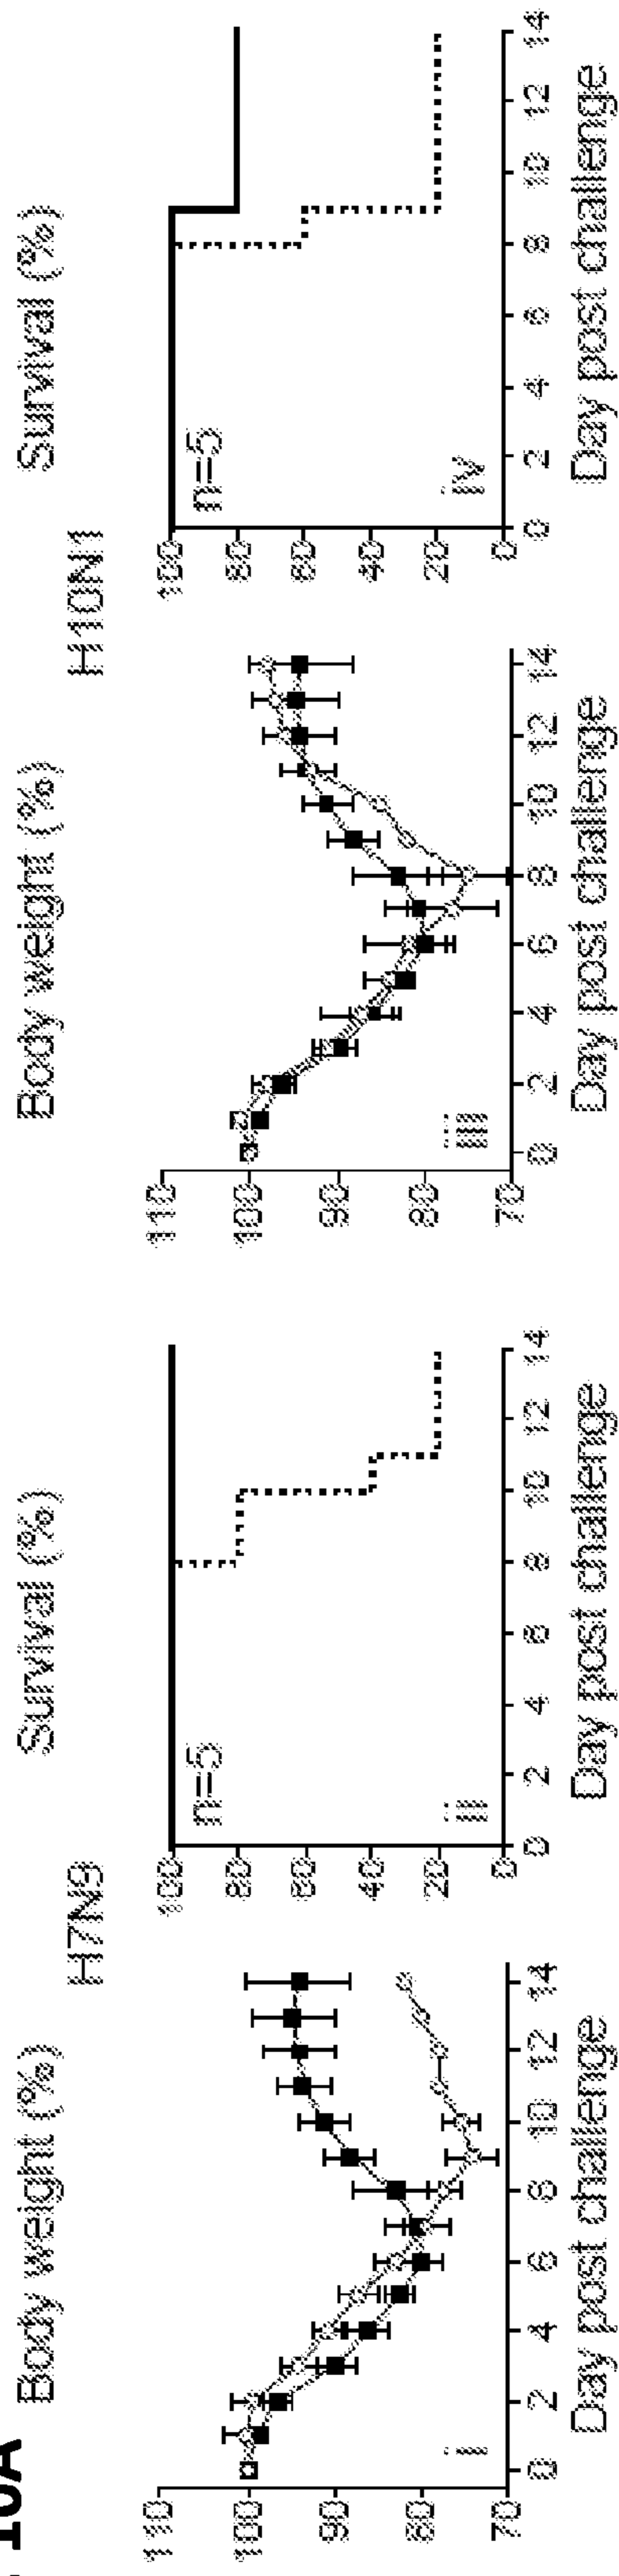 10A
H7N9
Body weight (%)
110
100
90
80
70
i
0 2 4 6 8 10 12 14
Day post challenge
Survival (%)
100
80
60
40
20
0
n=5
ii
0 2 4 6 8 10 12 14
Day post challenge
H10N1
Body weight (%)
110
100
90
80
70
iii
0 2 4 6 8 10 12 14
Day post challenge
Survival (%)
100
80
60
40
20
0
n=5
iv
0 2 4 6 8 10 12 14
Day post challenge